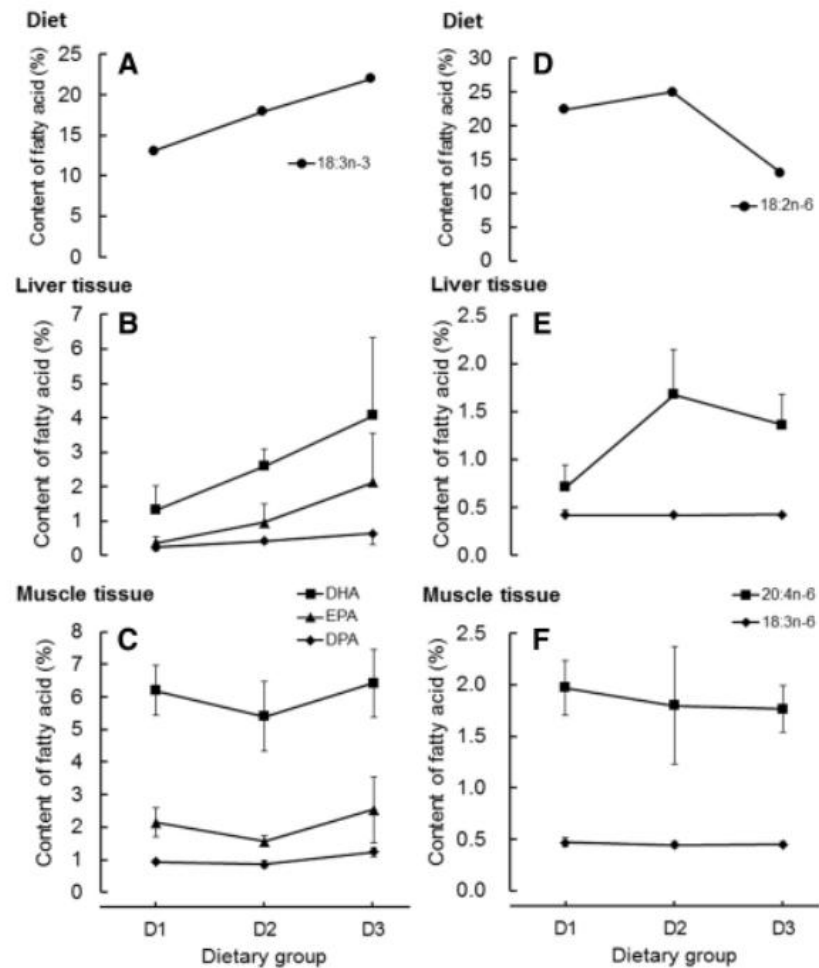 Diet
A
Content of fatty acid (%)
25
20
15
10
5
0
18:3n-3
Diet
D
Content of fatty acid (%)
30
25
20
15
10
5
0
18:2n-6
Liver tissue
B
Content of fatty acid (%)
7
6
5
4
3
2
1
0
Liver tissue
E
Content of fatty acid (%)
2.5
2.0
1.5
1.0
0.5
0.0
Muscle tissue
DHA
EPA
DPA
C
Content of fatty acid (%)
8
7
6
5
4
3
2
1
0
D1 D2 D3
Dietary group
Muscle tissue
20:4n-6
18:3n-6
F
Content of fatty acid (%)
2.5
2.0
1.5
1.0
0.5
0.0
D1 D2 D3
Dietary group